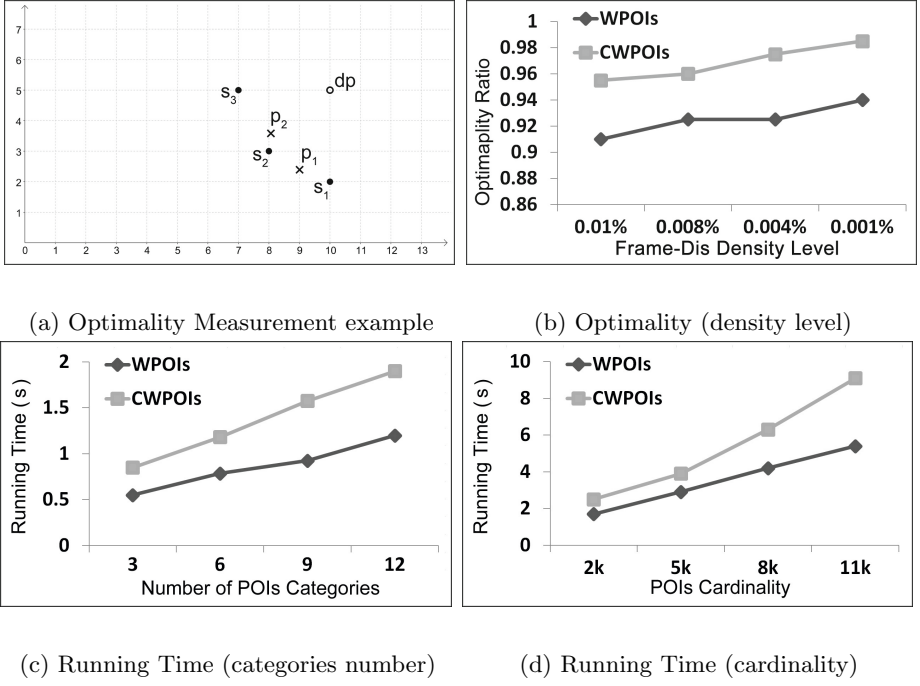 7
6
5
4
3
2
1
0 1 2 3 4 5 6 7 8 9 10 11 12 13
s3
dp
p2
s2
p1
s1
1
0.98
0.96
0.94
0.92
0.9
0.88
0.86
Optimaplity Ratio
WPOIs
CWPOIs
0.01% 0.008% 0.004% 0.001%
Frame-Dis Density Level
(a) Optimality Measurement example
(b) Optimality (density level)
2
1.5
1
0.5
0
Running Time ( s )
WPOIs
CWPOIs
3 6 9 12
Number of POIs Categories
10
8
6
4
2
0
Running Time ( s )
WPOIs
CWPOIs
2k 5k 8k 11k
POIs Cardinality
(c) Running Time (categories number)
(d) Running Time (cardinality)